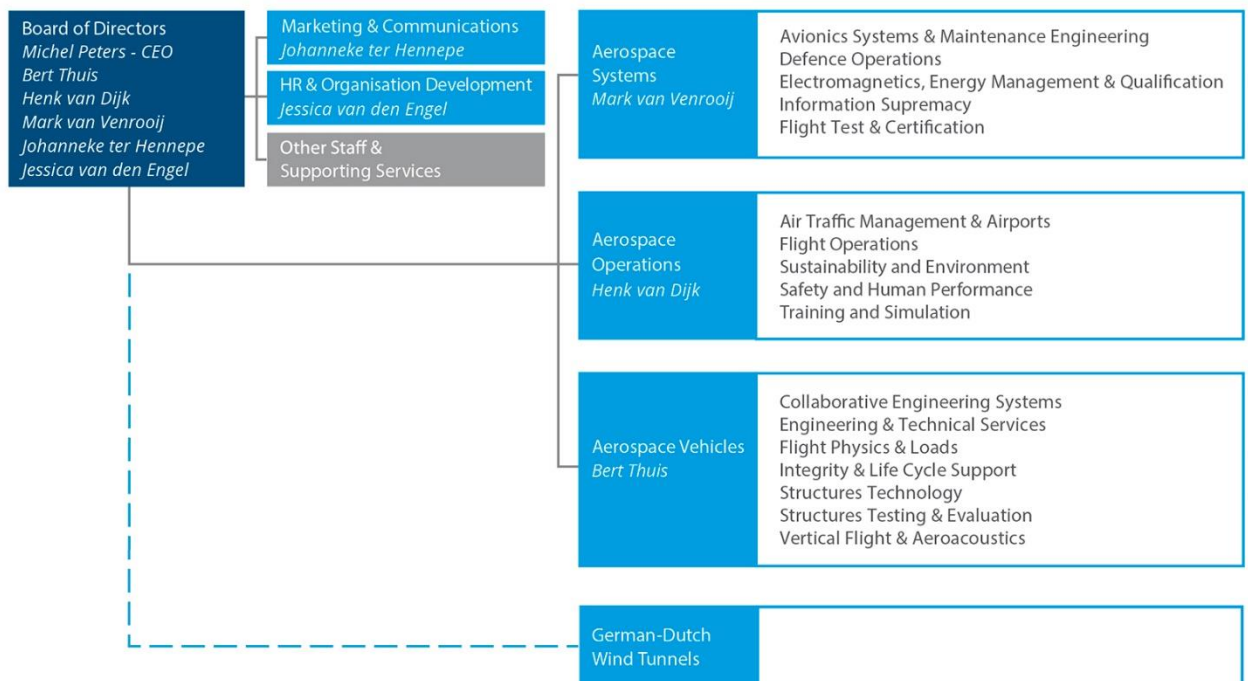 Board of Directors
Michel Peters - CEO
Bert Thuis
Henk van Dijk
Mark van Venrooij
Johanneke ter Hennepe
Jessica van den Engel
Marketing & Communications
Johanneke ter Hennepe
HR & Organisation Development
Jessica van den Engel
Other Staff &
Supporting Services
Aerospace
Systems
Mark van Venrooij
Avionics Systems & Maintenance Engineering
Defence Operations
Electromagnetics, Energy Management & Qualification
Information Supremacy
Flight Test & Certification
Aerospace
Operations
Henk van Dijk
Air Traffic Management & Airports
Flight Operations
Sustainability and Environment
Safety and Human Performance
Training and Simulation
Aerospace Vehicles
Bert Thuis
Collaborative Engineering Systems
Engineering & Technical Services
Flight Physics & Loads
Integrity & Life Cycle Support
Structures Technology
Structures Testing & Evaluation
Vertical Flight & Aeroacoustics
German-Dutch
Wind Tunnels